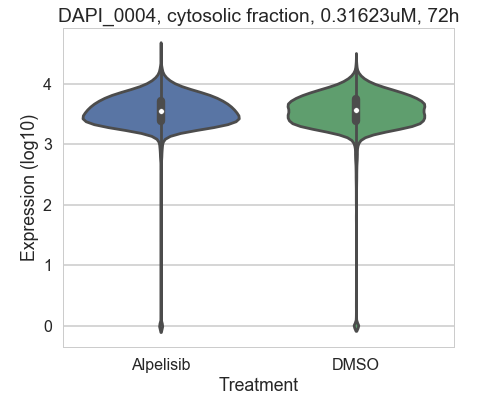 DAPI_0004, cytosolic fraction, 0.31623uM, 72h
4
3
2
1
0
Expression (log10)
Alpelisib DMSO
Treatment